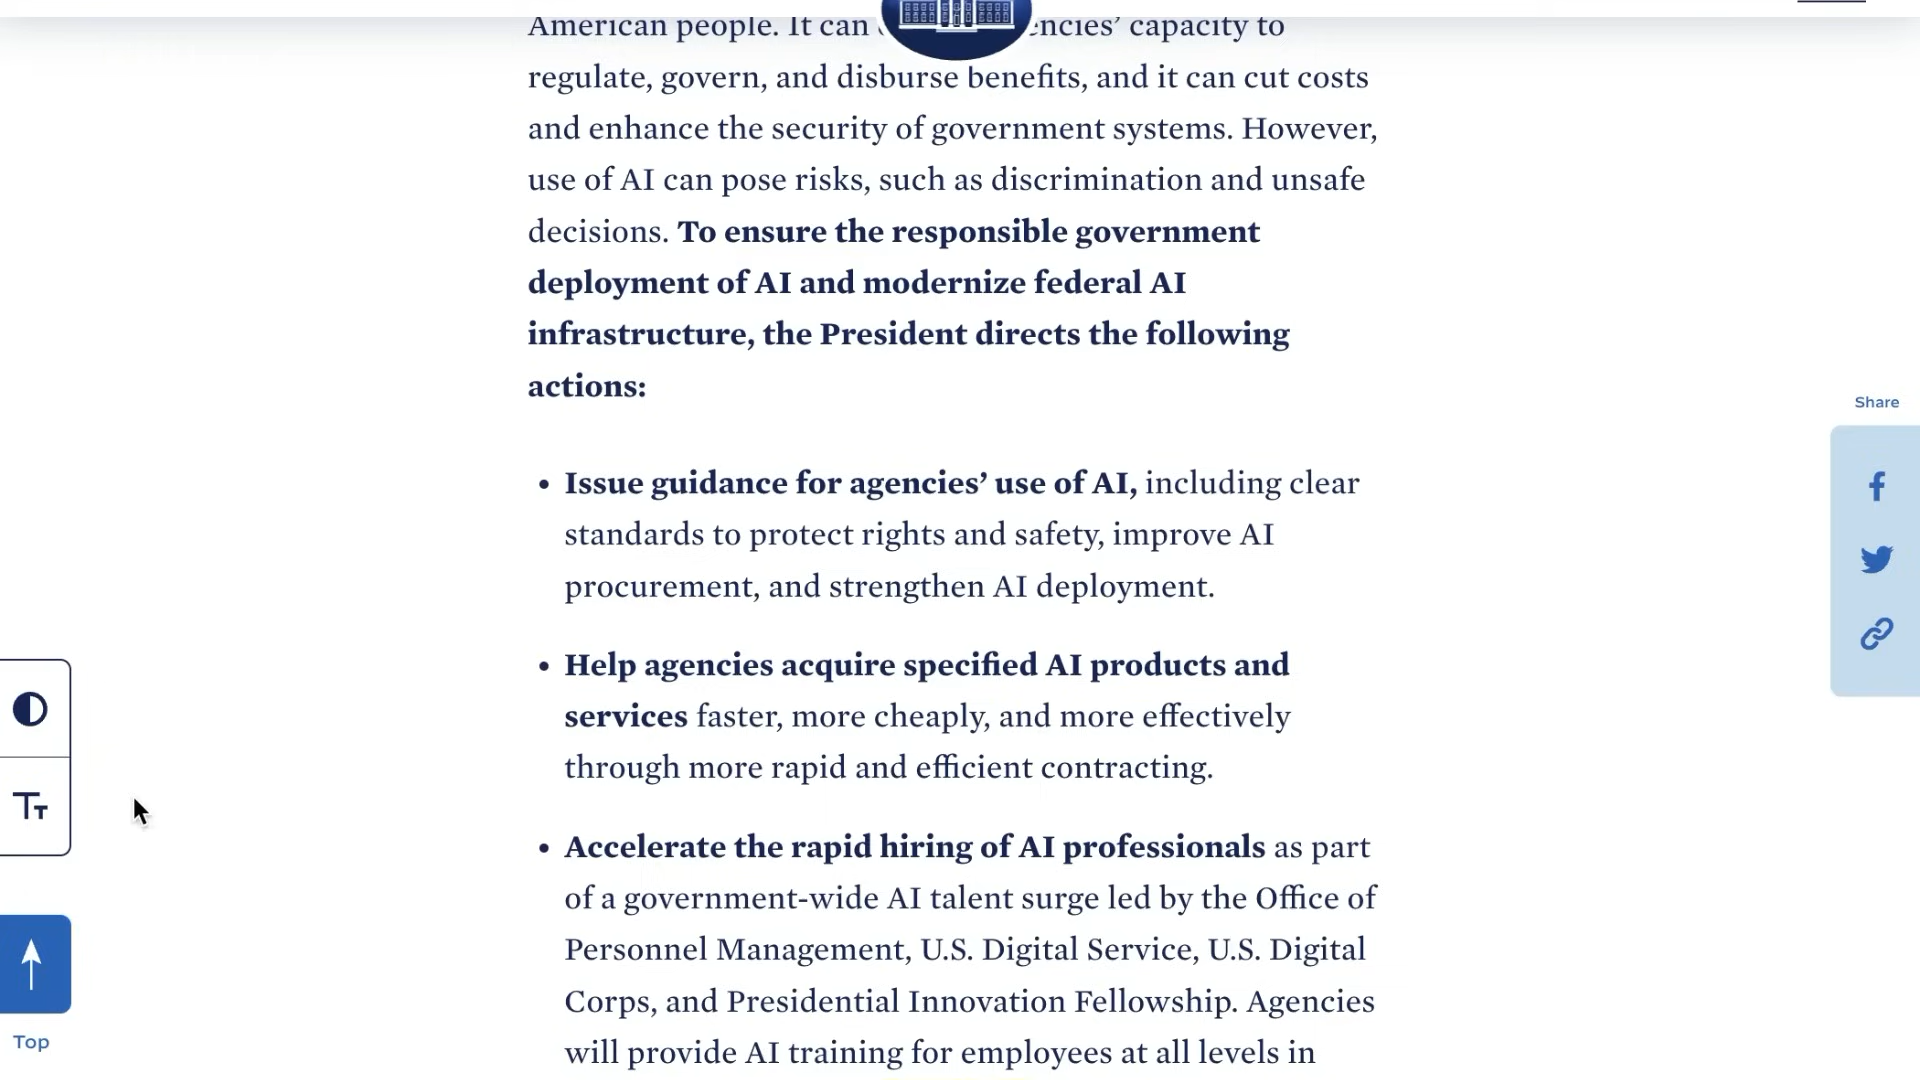 American people. It can encies’ capacity to
regulate, govern, and disburse benefits, and it can cut costs
and enhance the security of government systems. However,
use of AI can pose risks, such as discrimination and unsafe
decisions. To ensure the responsible government
deployment of AI and modernize federal AI
infrastructure, the President directs the following
actions:
• Issue guidance for agencies’ use of AI, including clear
standards to protect rights and safety, improve AI
procurement, and strengthen AI deployment.
• Help agencies acquire specified AI products and
services faster, more cheaply, and more effectively
through more rapid and efficient contracting.
• Accelerate the rapid hiring of AI professionals as part
of a government-wide AI talent surge led by the Office of
Personnel Management, U.S. Digital Service, U.S. Digital
Corps, and Presidential Innovation Fellowship. Agencies
will provide AI training for employees at all levels in
Share
TT
Top